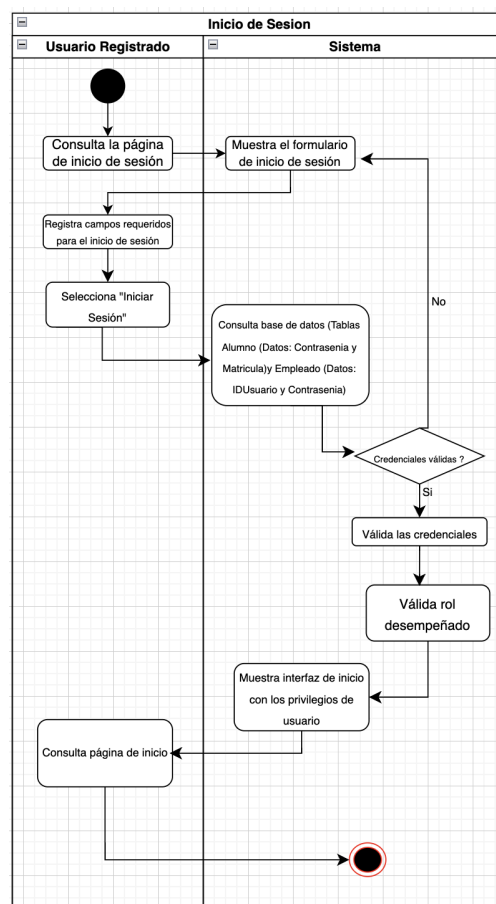 Inicio de Sesion
Usuario Registrado
Sistema
Consulta la página
de inicio de sesión
Muestra el formulario
de inicio de sesión
Registra campos requeridos
para el inicio de sesión
Selecciona "Iniciar
Sesión"
Consulta base de datos (Tablas
Alumno (Datos: Contrasenia y
Matricula)y Empleado (Datos:
IDUsuario y Contrasenia)
No
Credenciales válidas ?
Si
Válida las credenciales
Válida rol
desempeñado
Muestra interfaz de inicio
con los privilegios de
usuario
Consulta página de inicio